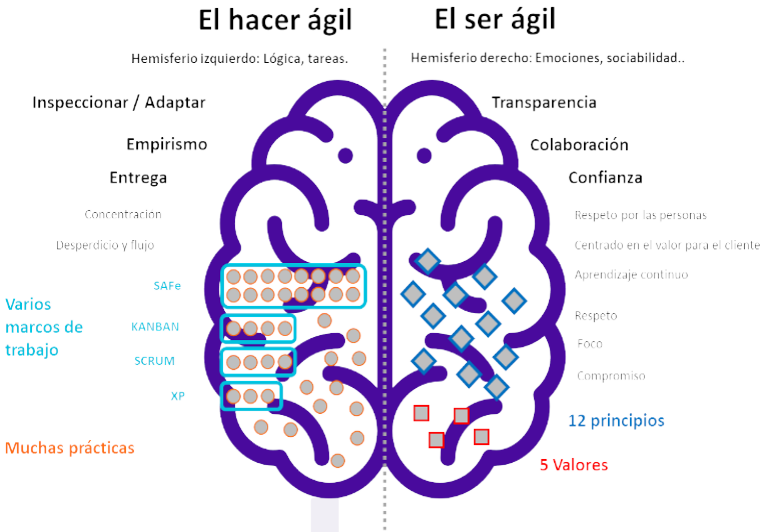 El hacer ágil
El ser ágil
Hemisferio izquierdo: Lógica, tareas.
Hemisferio derecho: Emociones, sociabilidad..
Inspeccionar / Adaptar
Transparencia
Empirismo
Colaboración
Entrega
Confianza
Concentración
Respeto por las personas
Desperdicio y flujo
Centrado en el valor para el cliente
Aprendizaje continuo
SAFe
Varios
marcos de
trabajo
Respeto
KANBAN
Foco
SCRUM
Compromiso
XP
12 principios
Muchas prácticas
5 Valores